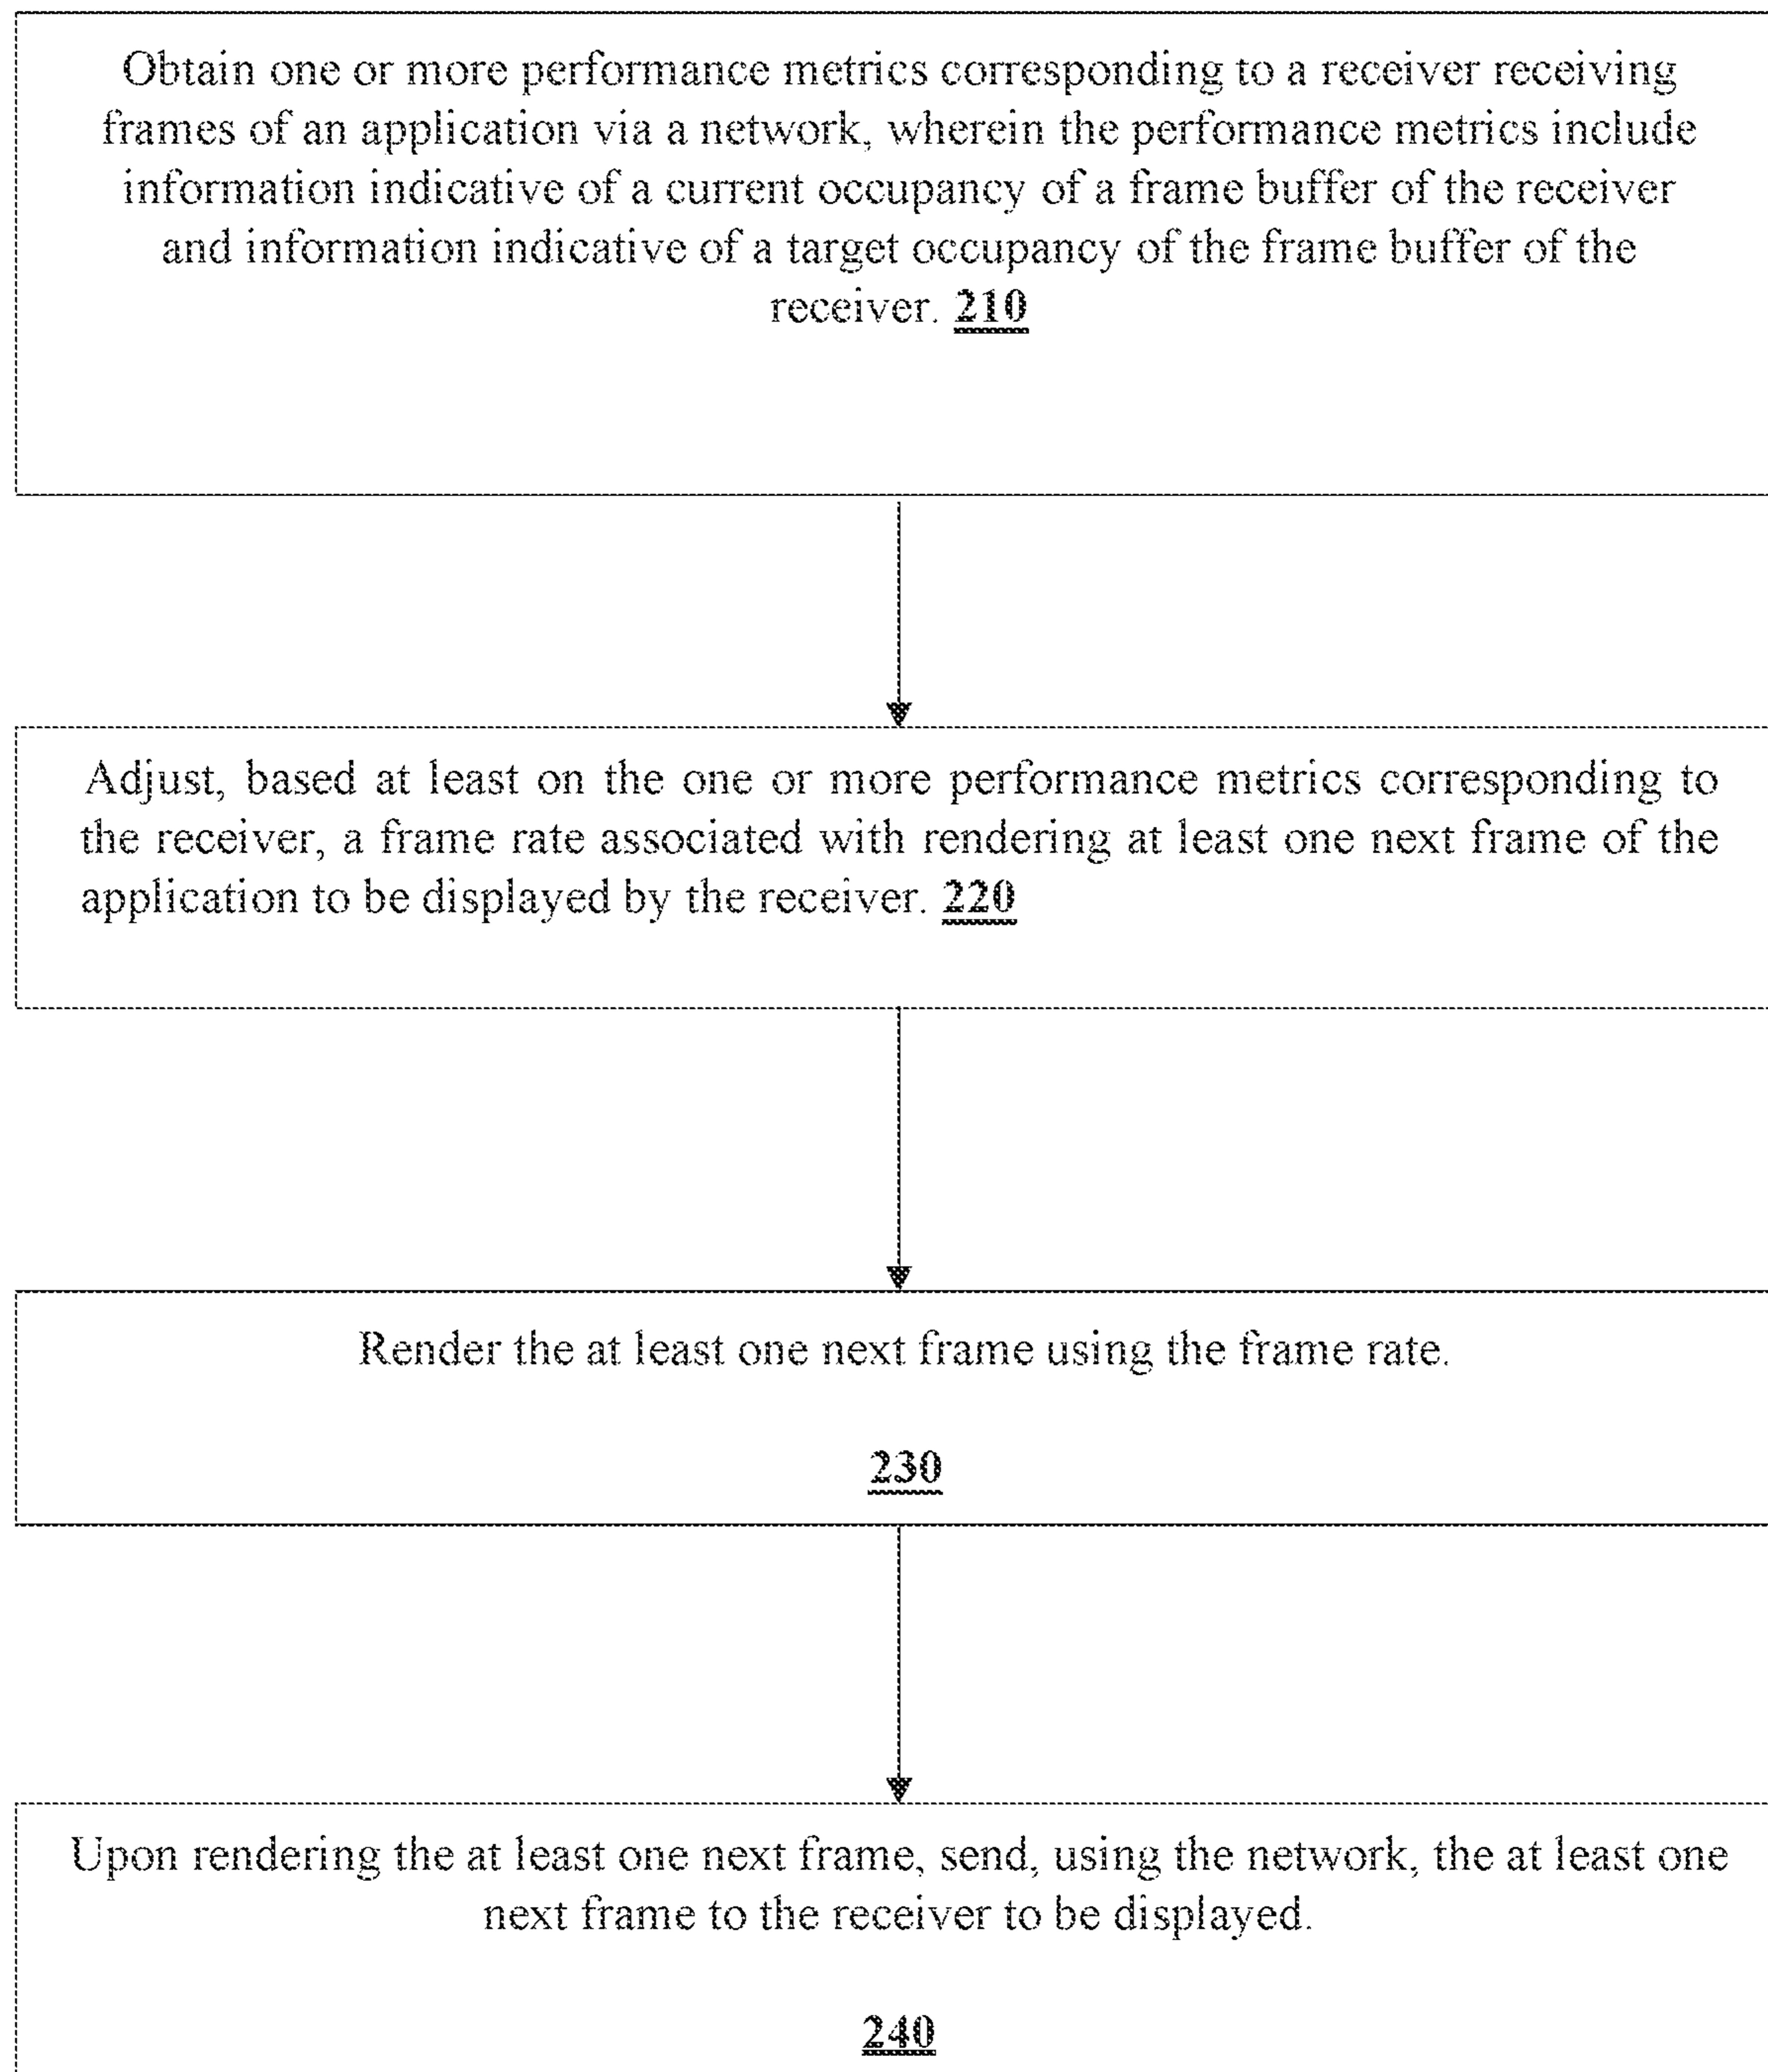 Obtain one or more performance metrics corresponding to a receiver receiving
frames of an application via a network, wherein the performance metrics include
information indicative of a current occupancy of a frame buffer of the receiver
and information indicative of a target occupancy of the frame buffer of the
receiver. 210
Adjust, based at least on the one or more performance metrics corresponding to
the receiver, a frame rate associated with rendering at least one next frame of the
application to be displayed by the receiver. 220
Render the at least one next frame using the frame rate.
230
Upon rendering the at least one next frame, send, using the network, the at least one
next frame to the receiver to be displayed.
240